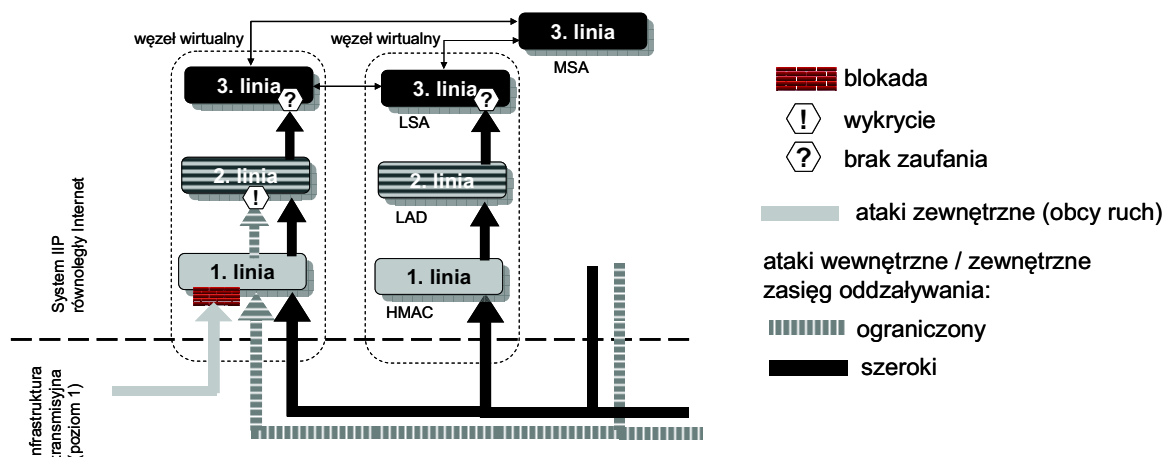 węzeł wirtualny
węzeł wirtualny
3. linia
MSA
3. linia
?
3. linia
?
LSA
2. linia
!
2. linia
LAD
1. linia
1. linia
HMAC
System IIP
równoległy Internet
nfrastruktura
transmisyjna
(poziom 1)
blokada
! wykrycie
? brak zaufania
ataki zewnętrzne (obcy ruch)
ataki wewnętrzne / zewnętrzne
zasięg oddzaływania:
ograniczony
szeroki